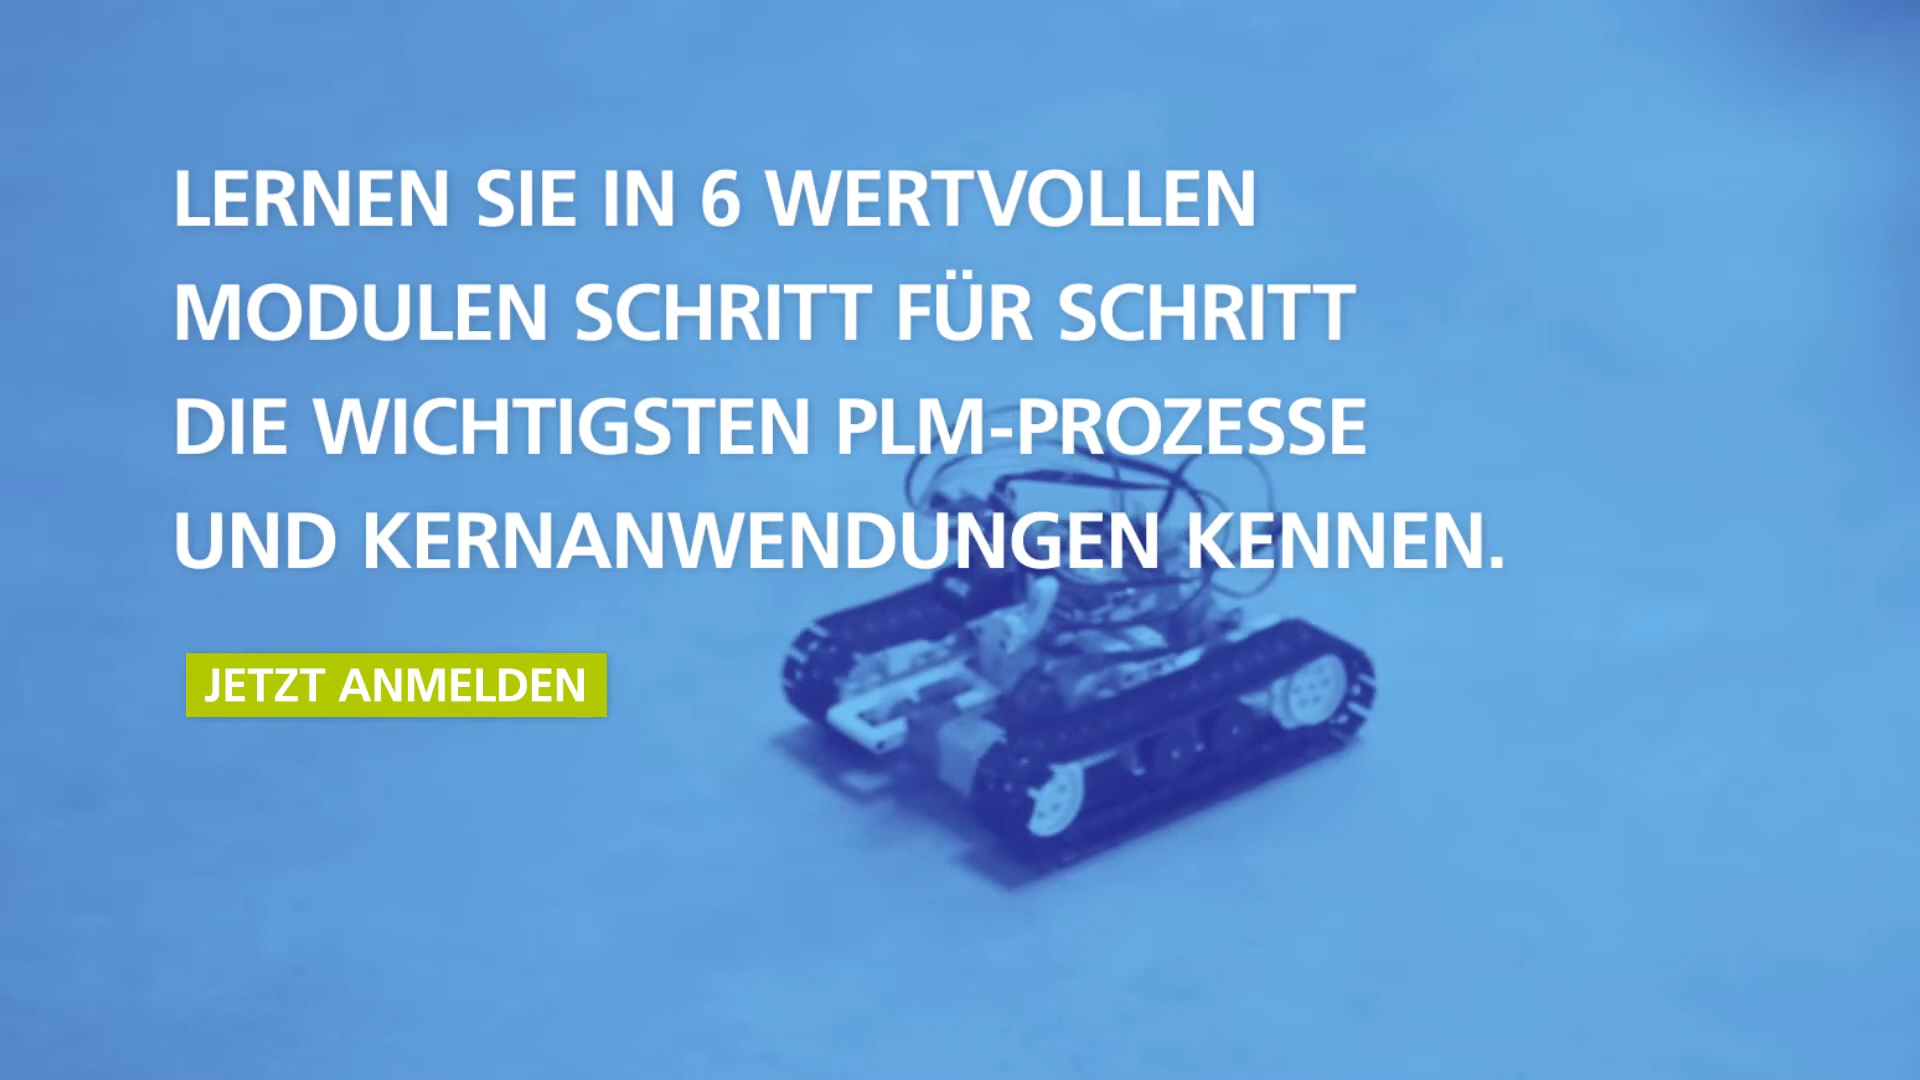 LERNEN SIE IN 6 WERTVOLLEN
MODULEN SCHRITT FÜR SCHRITT
DIE WICHTIGSTEN PLM-PROZESSE
UND KERNANWENDUNGEN KENNEN.
JETZT ANMELDEN